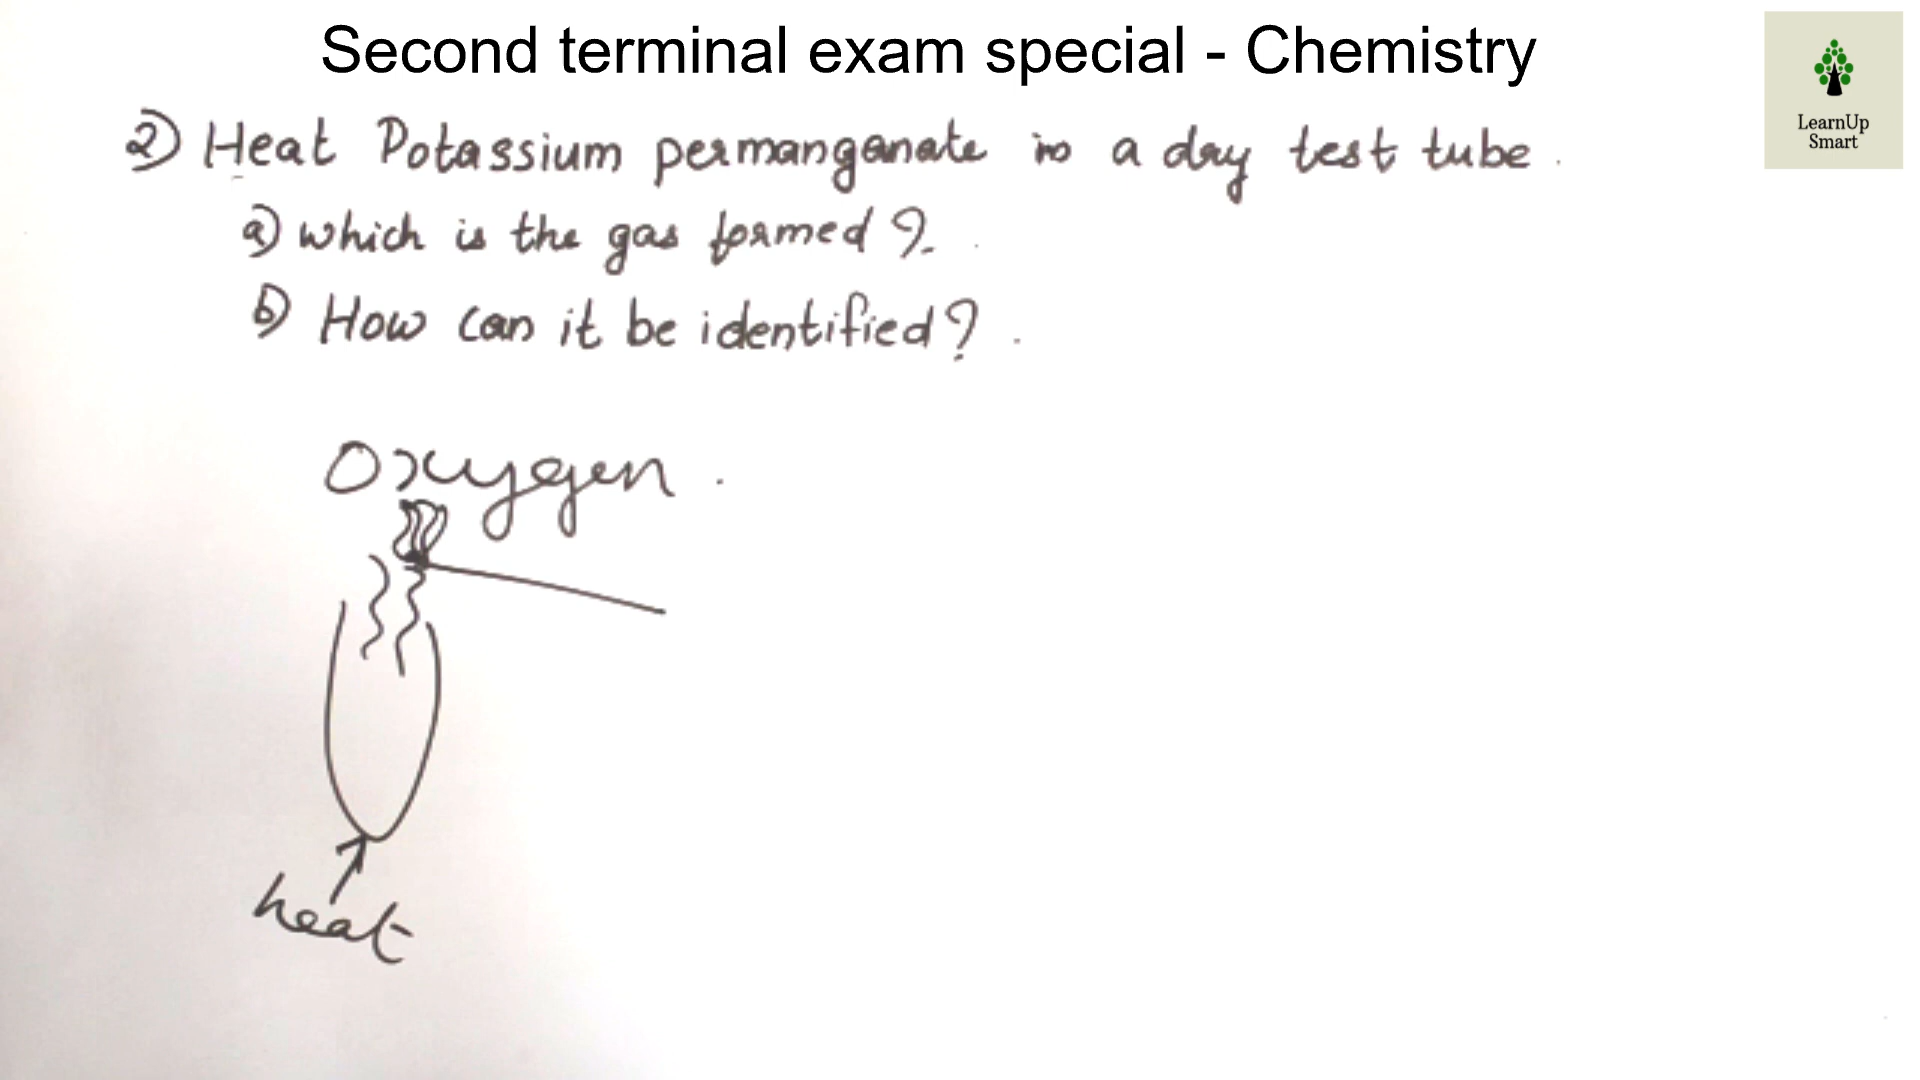 Second terminal exam special - Chemistry
LearnUp
Smart
2) Heat Potassium permanganate in a dry test tube.
a) which is the gas formed?
b) How can it be identified?
Oxygen.
heat